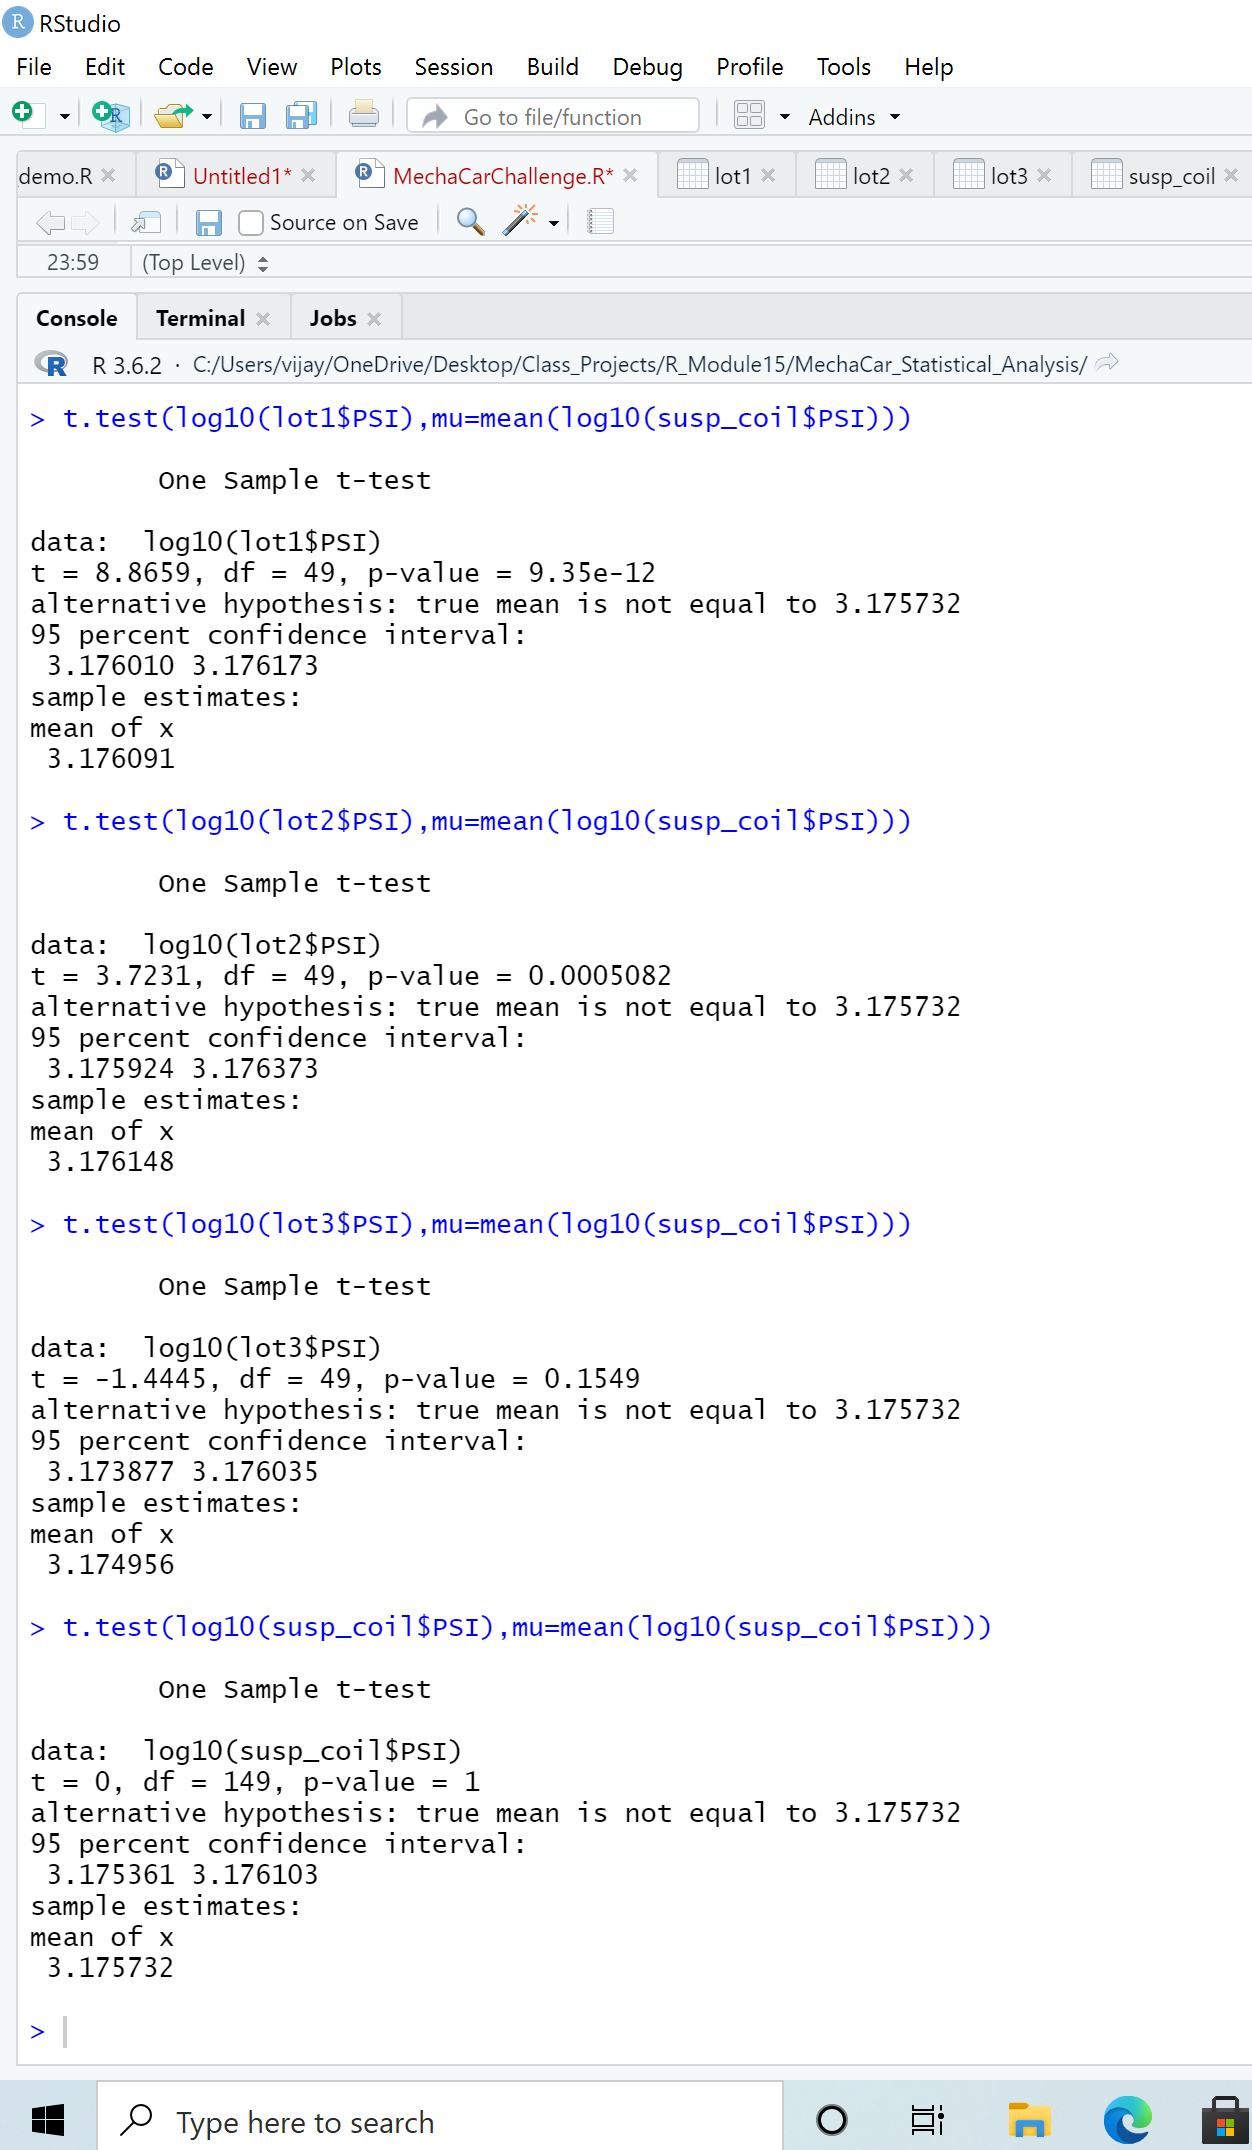 RStudio
File Edit Code View Plots Session Build Debug Profile Tools Help
Go to file/function Addins
demo.R Untitled1* MechaCarChallenge.R* lot1 lot2 lot3 susp_coil
Source on Save
23:59 (Top Level)
Console Terminal Jobs
R 3.6.2 · C:/Users/vijay/OneDrive/Desktop/Class_Projects/R_Module15/MechaCar_Statistical_Analysis/
> t.test(log10(lot1$PSI),mu=mean(log10(susp_coil$PSI)))
One Sample t-test
data:  log10(lot1$PSI)
t = 8.8659, df = 49, p-value = 9.35e-12
alternative hypothesis: true mean is not equal to 3.175732
95 percent confidence interval:
3.176010 3.176173
sample estimates:
mean of x
3.176091
> t.test(log10(lot2$PSI),mu=mean(log10(susp_coil$PSI)))
One Sample t-test
data:  log10(lot2$PSI)
t = 3.7231, df = 49, p-value = 0.0005082
alternative hypothesis: true mean is not equal to 3.175732
95 percent confidence interval:
3.175924 3.176373
sample estimates:
mean of x
3.176148
> t.test(log10(lot3$PSI),mu=mean(log10(susp_coil$PSI)))
One Sample t-test
data:  log10(lot3$PSI)
t = -1.4445, df = 49, p-value = 0.1549
alternative hypothesis: true mean is not equal to 3.175732
95 percent confidence interval:
3.173877 3.176035
sample estimates:
mean of x
3.174956
> t.test(log10(susp_coil$PSI),mu=mean(log10(susp_coil$PSI)))
One Sample t-test
data:  log10(susp_coil$PSI)
t = 0, df = 149, p-value = 1
alternative hypothesis: true mean is not equal to 3.175732
95 percent confidence interval:
3.175361 3.176103
sample estimates:
mean of x
3.175732
>
Type here to search